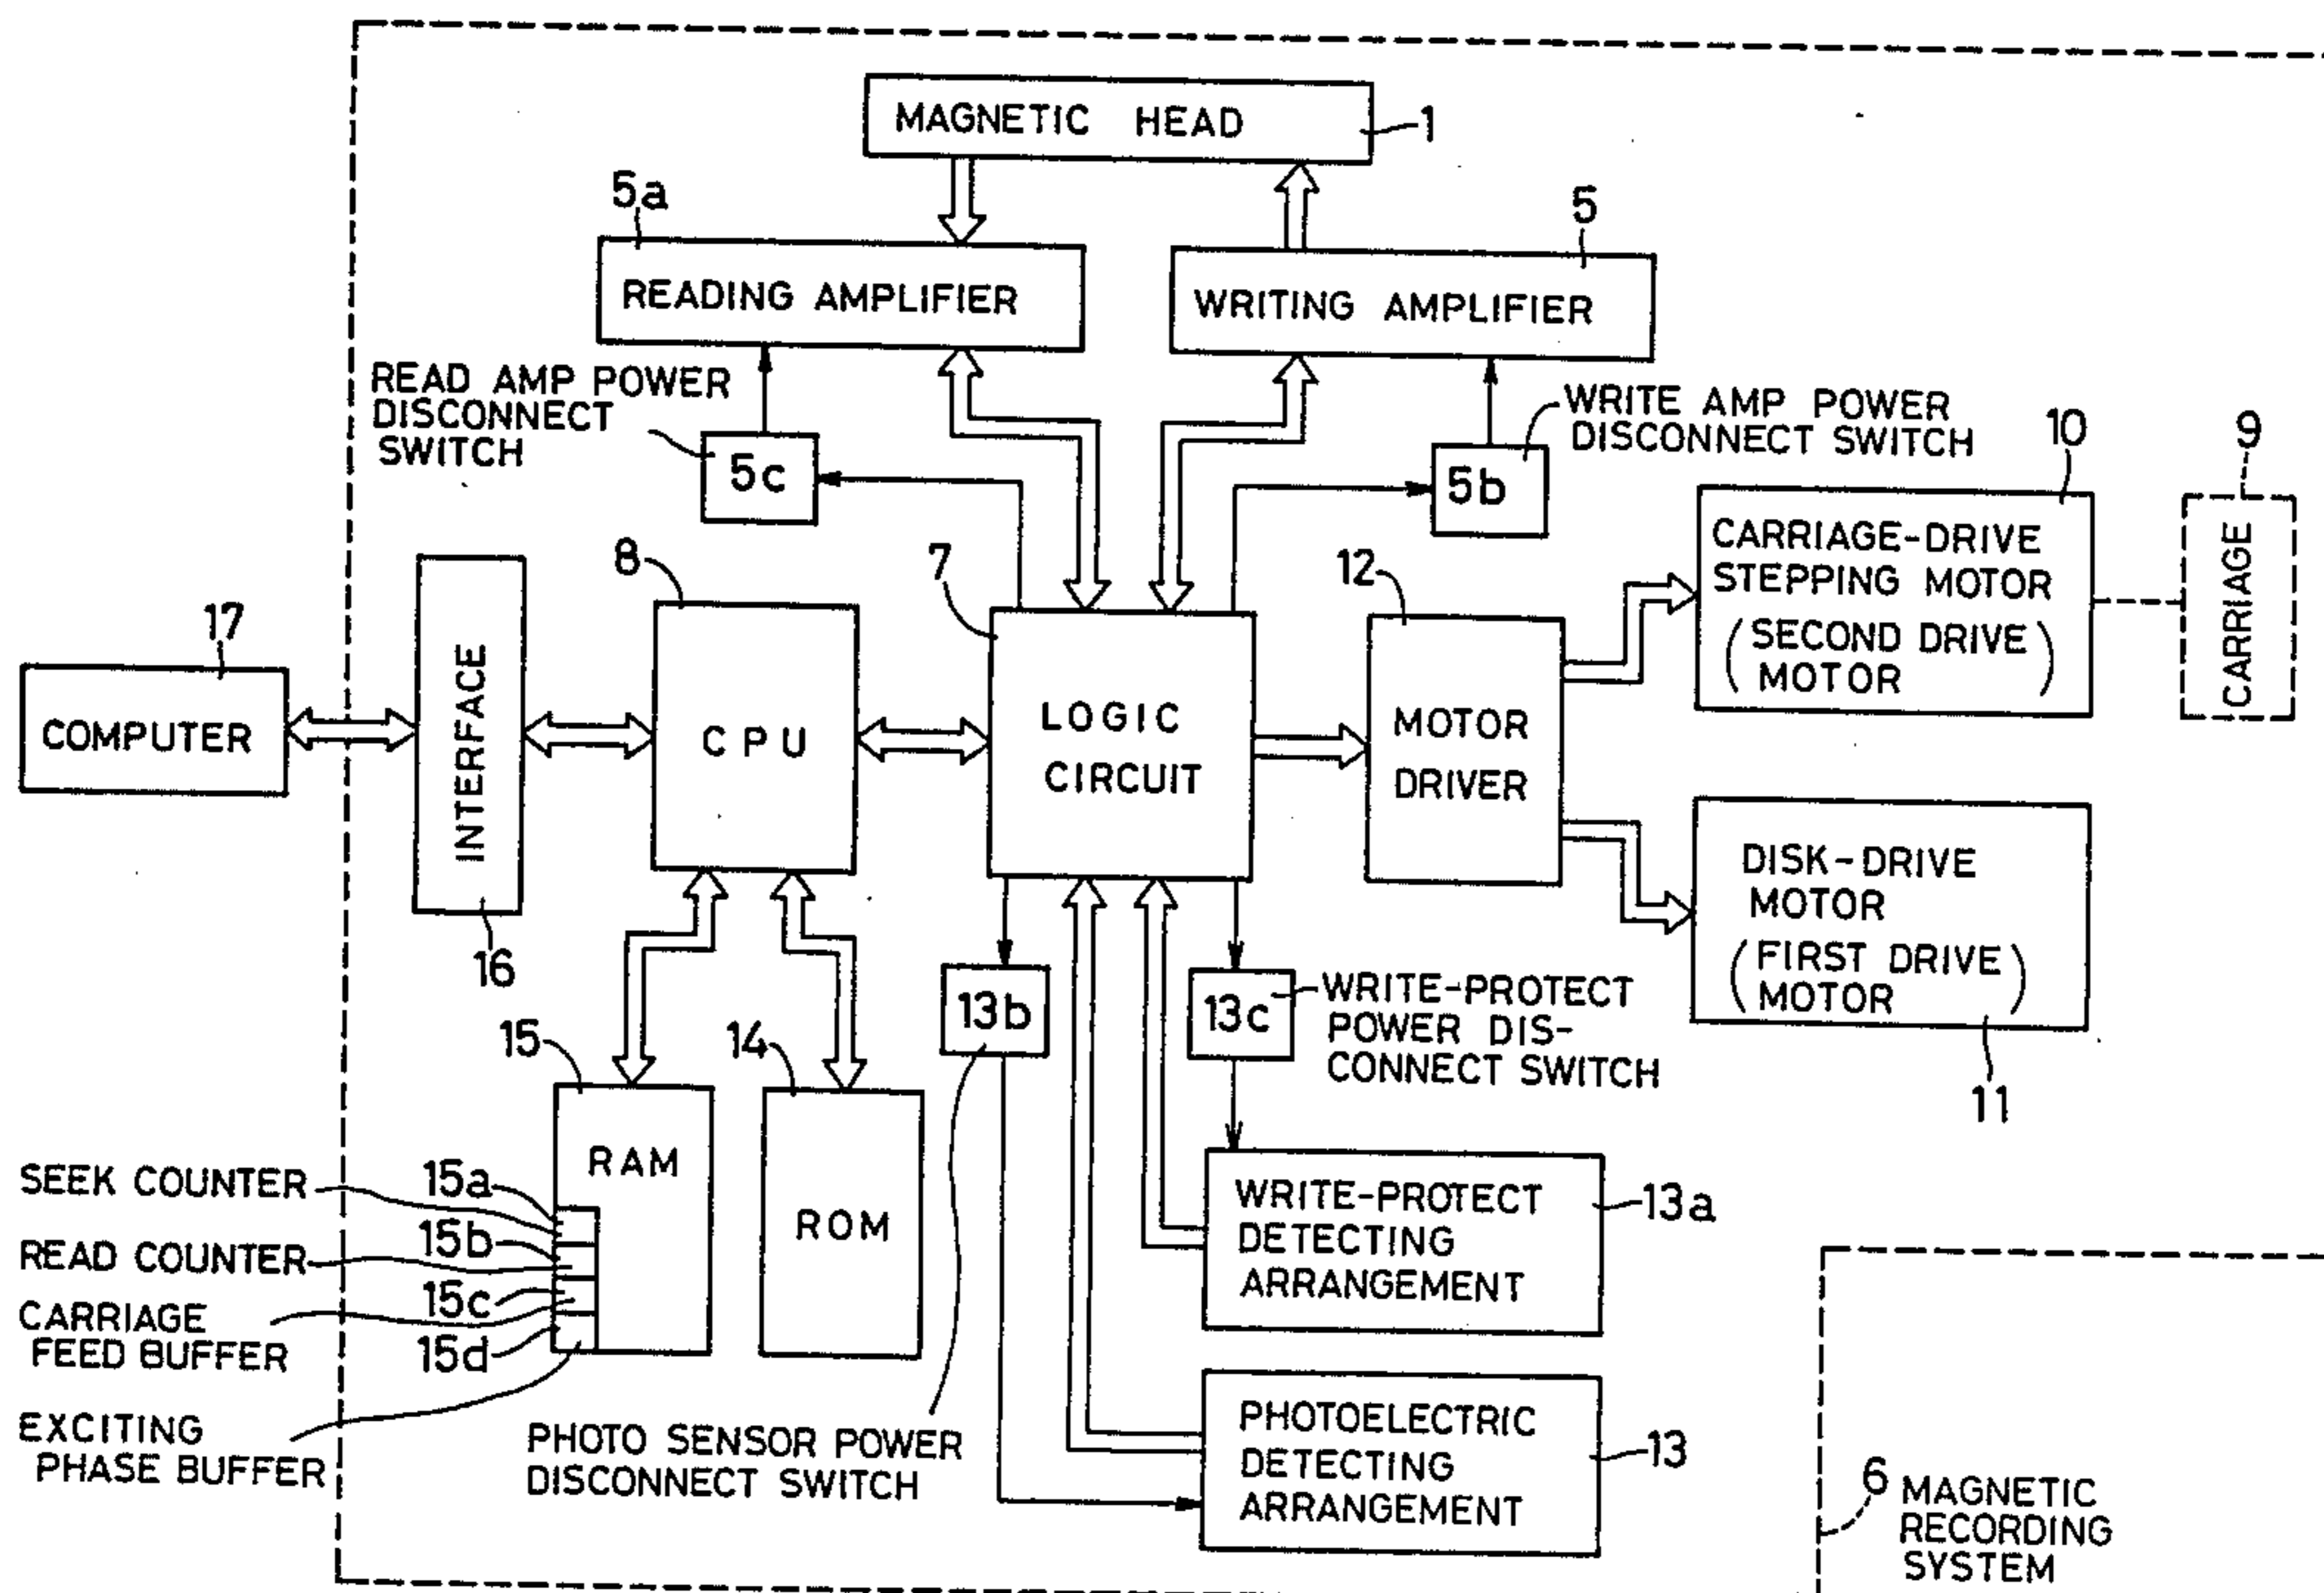 MAGNETIC HEAD
1
5a
5
READING AMPLIFIER
WRITING AMPLIFIER
READ AMP POWER
DISCONNECT
SWITCH
5c
WRITE AMP POWER
DISCONNECT SWITCH
5b
10
9
CARRIAGE-DRIVE
STEPPING MOTOR
(SECOND DRIVE
MOTOR)
CARRIAGE
17
COMPUTER
INTERFACE
16
8
CPU
7
LOGIC
CIRCUIT
12
MOTOR
DRIVER
DISK-DRIVE
MOTOR
(FIRST DRIVE
MOTOR)
11
13b
13c
WRITE-PROTECT
POWER DIS-
CONNECT SWITCH
15
RAM
14
ROM
SEEK COUNTER
15a
READ COUNTER
15b
CARRIAGE
FEED BUFFER
15c
15d
EXCITING
PHASE BUFFER
PHOTO SENSOR POWER
DISCONNECT SWITCH
WRITE-PROTECT
DETECTING
ARRANGEMENT
13a
PHOTOELECTRIC
DETECTING
ARRANGEMENT
13
6
MAGNETIC
RECORDING
SYSTEM